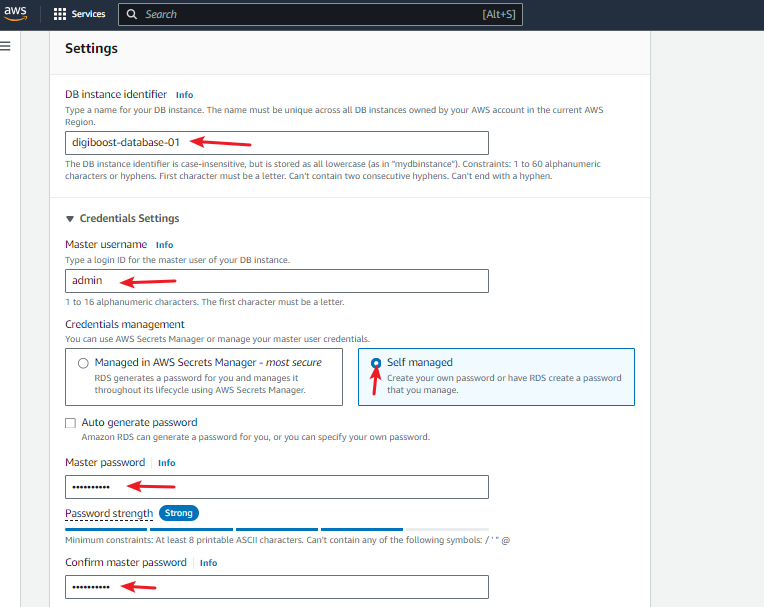 aws
Services
Search [Alt+S]
Settings
DB instance identifier Info
Type a name for your DB instance. The name must be unique across all DB instances owned by your AWS account in the current AWS
Region.
digiboost-database-01
The DB instance identifier is case-insensitive, but is stored as all lowercase (as in "mydbinstance"). Constraints: 1 to 60 alphanumeric
characters or hyphens. First character must be a letter. Can't contain two consecutive hyphens. Can't end with a hyphen.
Credentials Settings
Master username Info
Type a login ID for the master user of your DB instance.
admin
1 to 16 alphanumeric characters. The first character must be a letter.
Credentials management
You can use AWS Secrets Manager or manage your master user credentials.
Managed in AWS Secrets Manager - most secure
RDS generates a password for you and manages it
throughout its lifecycle using AWS Secrets Manager.
Self managed
Create your own password or have RDS create a password
that you manage.
Auto generate password
Amazon RDS can generate a password for you, or you can specify your own password.
Master password Info
••••••••••
Password strength Strong
Minimum constraints: At least 8 printable ASCII characters. Can't contain any of the following symbols: / ' " @
Confirm master password Info
••••••••••